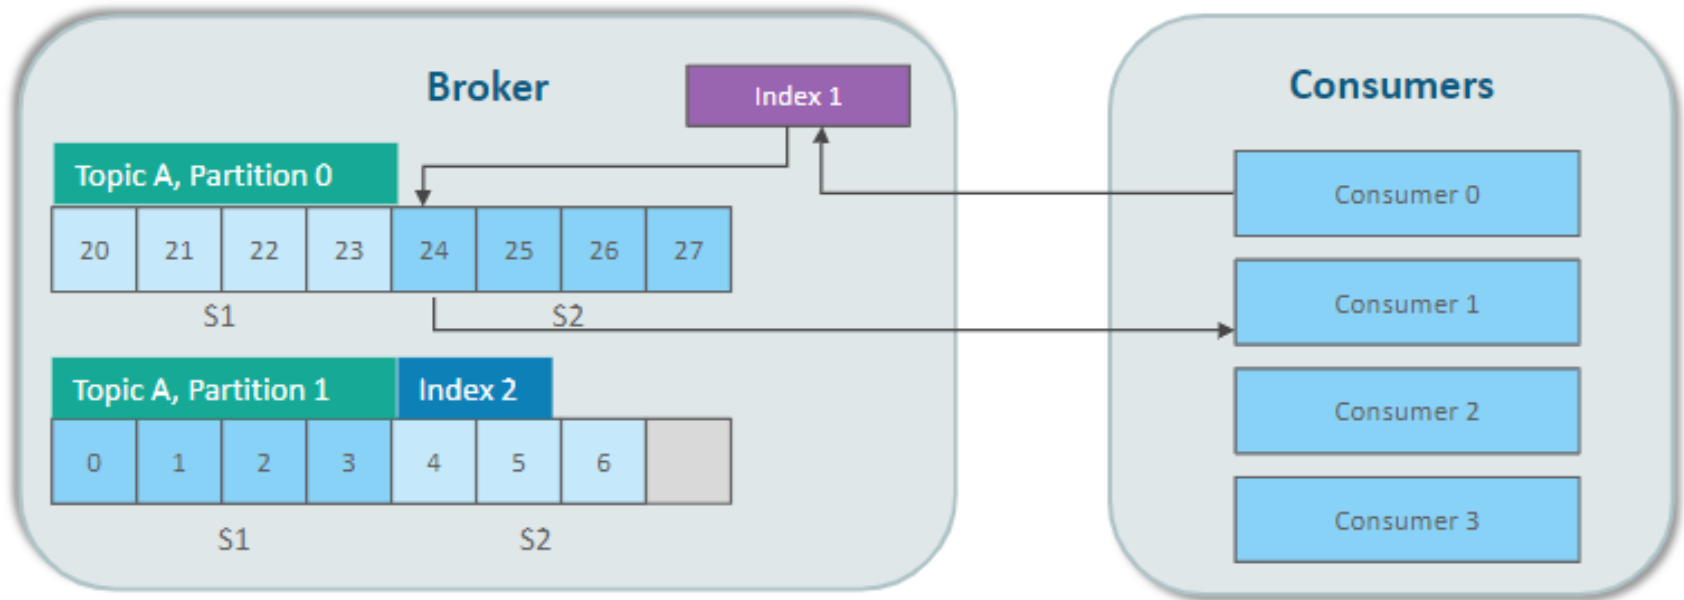 Broker
Index 1
Topic A, Partition 0
20 21 22 23 24 25 26 27
S1 S2
Topic A, Partition 1 Index 2
0 1 2 3 4 5 6
S1 S2
Consumers
Consumer 0
Consumer 1
Consumer 2
Consumer 3